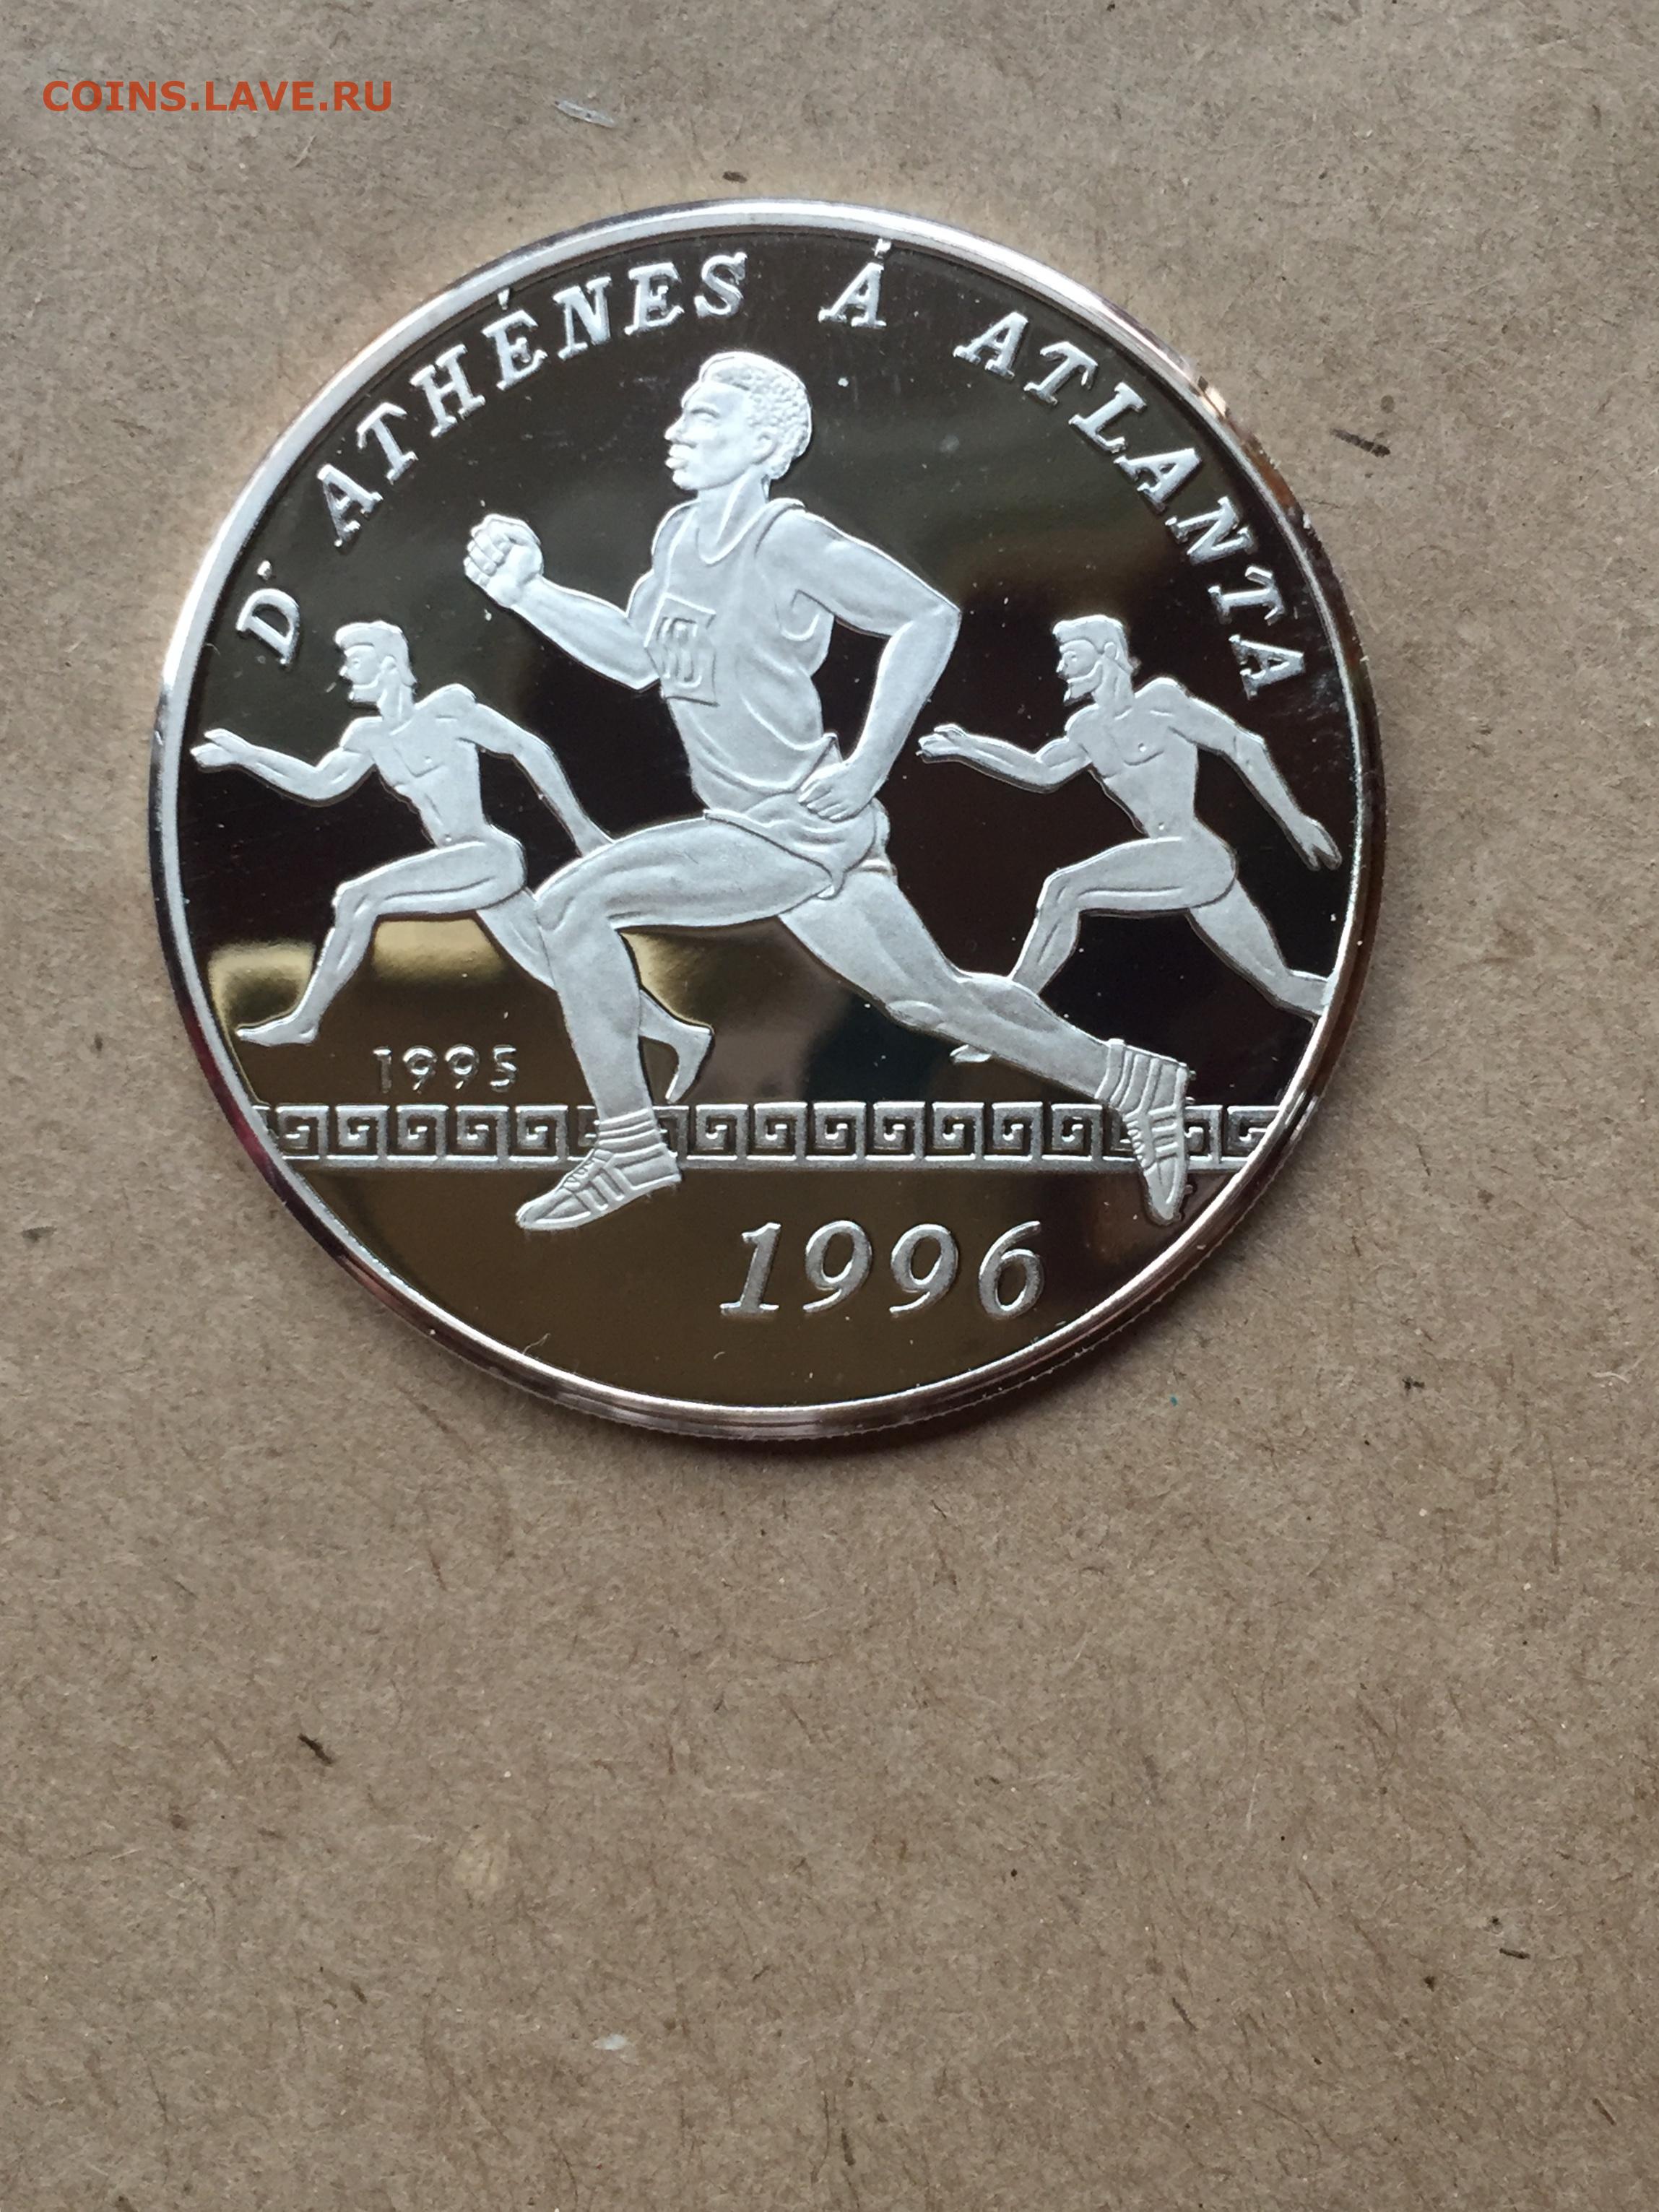 COINS.LAVE.RU
D'ATHÉNES Á ATLANTA
1995
1996